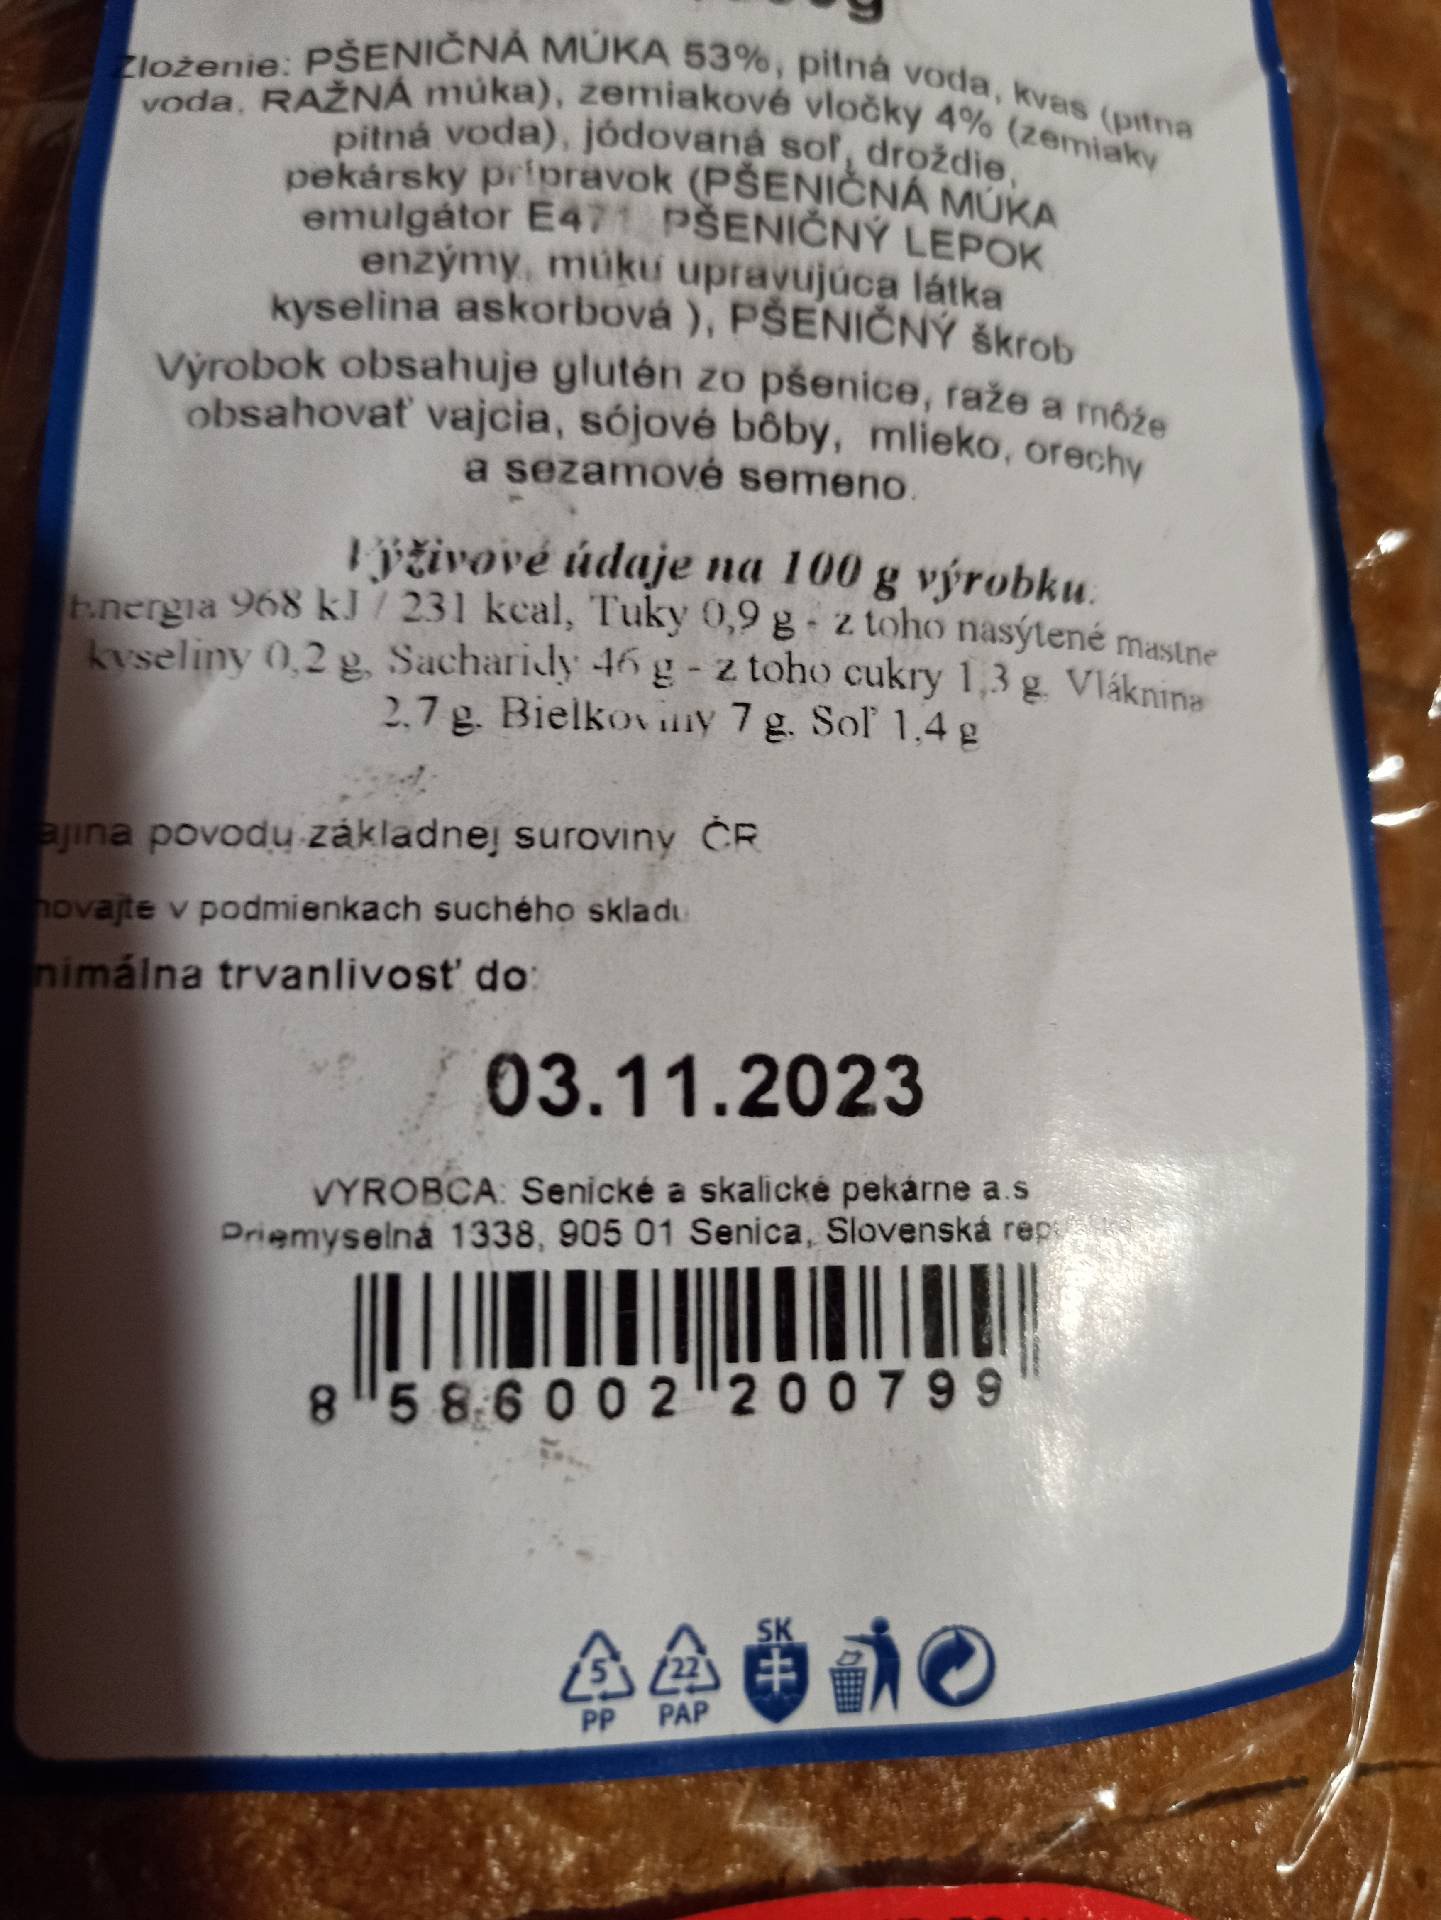 Zloženie: PŠENIČNÁ MÚKA 53%, pitná voda, kvas (pitná
voda, RAŽNÁ múka), zemiakové vločky 4% (zemiaky
pitná voda), jódovaná soľ, droždie,
pekársky prípravok (PŠENIČNÁ MÚKA
emulgátor E471 PŠENIČNÝ LEPOK
enzýmy, múku upravujúca látka
kyselina askorbová ), PŠENIČNÝ škrob
Výrobok obsahuje glutén zo pšenice, raže a môže
obsahovať vajcia, sójové bôby, mlieko, orechy
a sezamové semeno.
Výživové údaje na 100 g výrobku:
Energia 968 kJ / 231 kcal, Tuky 0,9 g - z toho nasýtené mastné
kyseliny 0,2 g, Sacharidy 46 g - z toho cukry 1,3 g, Vláknina
2,7 g, Bielkoviny 7 g, Soľ 1,4 g
ajina povodu základnej suroviny ČR
hovajte v podmienkach suchého skladu
nimálna trvanlivosť do:
03.11.2023
VÝROBCA: Senické a skalické pekárne a.s
Priemyselná 1338, 905 01 Senica, Slovenská
8 586002 200799
SK
5 22
PP PAP